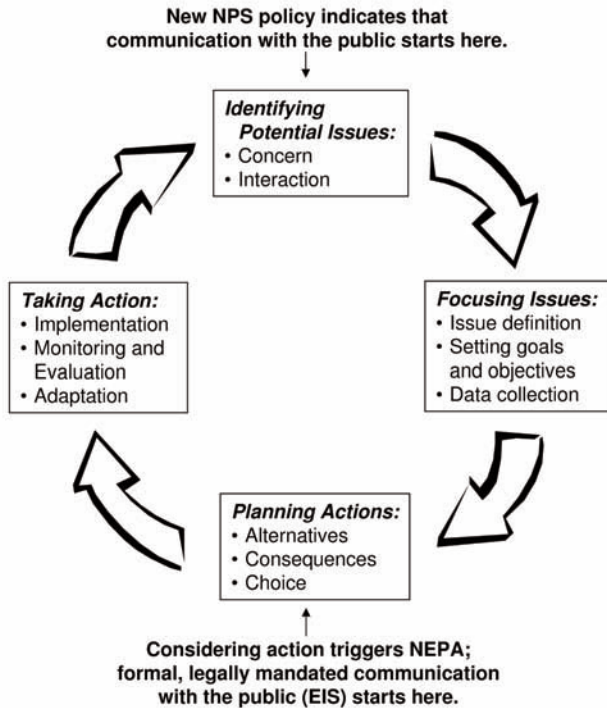 New NPS policy indicates that
communication with the public starts here.
Identifying
Potential Issues:
• Concern
• Interaction
Focusing Issues:
• Issue definition
• Setting goals
and objectives
• Data collection
Planning Actions:
• Alternatives
• Consequences
• Choice
Taking Action:
• Implementation
• Monitoring and
Evaluation
• Adaptation
Considering action triggers NEPA;
formal, legally mandated communication
with the public (EIS) starts here.